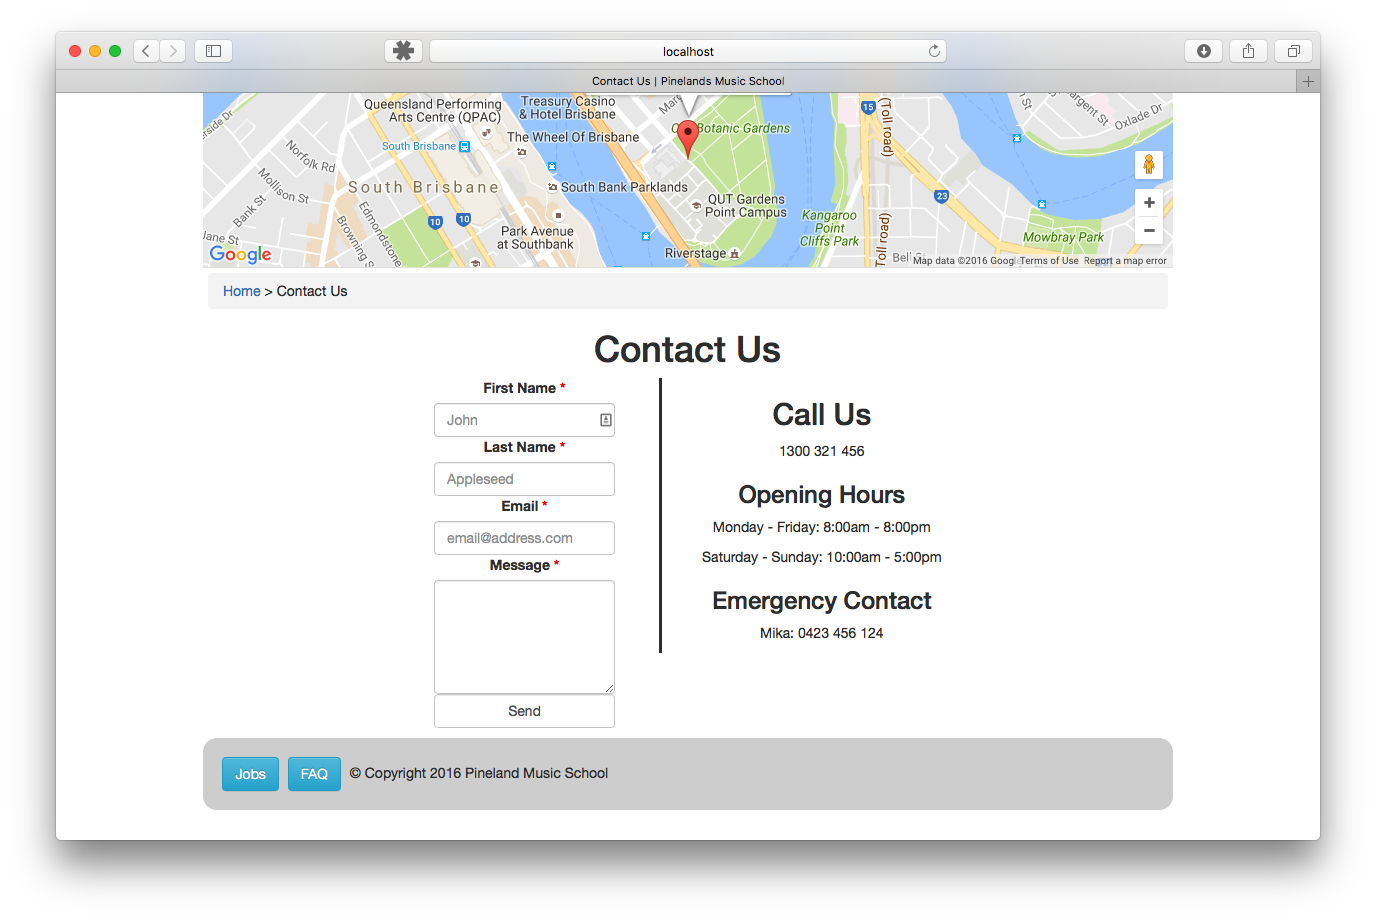 localhost
Contact Us | Pinelands Music School
Queensland Performing
Arts Centre (QPAC)
Treasury Casino
& Hotel Brisbane
The Wheel Of Brisbane
South Brisbane
Norfolk Rd
Mollison St
South Brisbane
South Bank Parklands
Botanic Gardens
QUT Gardens
Point Campus
Bank St
Edmondstone
Browning S
Park Avenue
at Southbank
Riverstage
Kangaroo
Point
Cliffs Park
(Toll road)
Toll road)
15
23
10
10
Oxlade Dr
Mowbray Park
Google
Map data ©2016 Googl
Terms of Use
Report a map error
Home > Contact Us
Contact Us
First Name *
John
Last Name *
Appleseed
Email *
email@address.com
Message *
Send
Call Us
1300 321 456
Opening Hours
Monday - Friday: 8:00am - 8:00pm
Saturday - Sunday: 10:00am - 5:00pm
Emergency Contact
Mika: 0423 456 124
Jobs
FAQ
© Copyright 2016 Pineland Music School